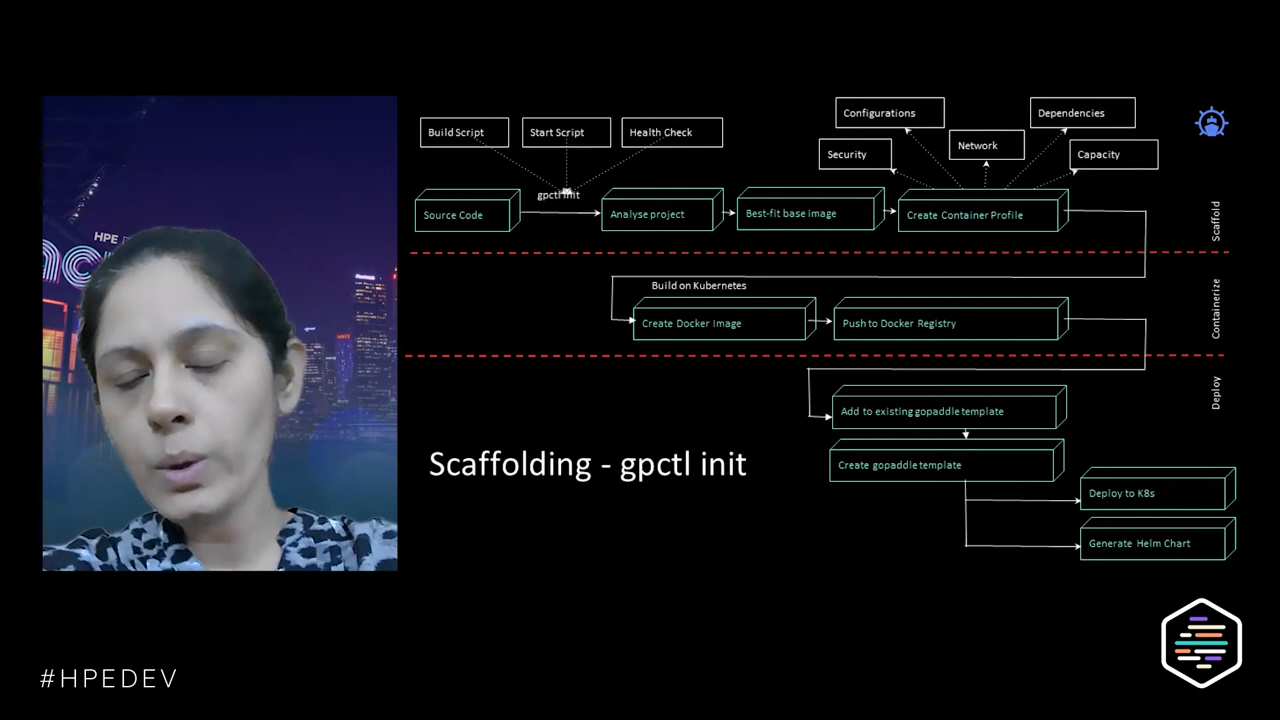 Build Script
Start Script
Health Check
Configurations
Dependencies
Security
Network
Capacity
gpctl init
Source Code
Analyse project
Best-fit base image
Create Container Profile
Scaffold
Build on Kubernetes
Create Docker Image
Push to Docker Registry
Containerize
Add to existing gopaddle template
Create gopaddle template
Deploy to K8s
Generate Helm Chart
Deploy
Scaffolding - gpctl init
HPE
#HPEDEV